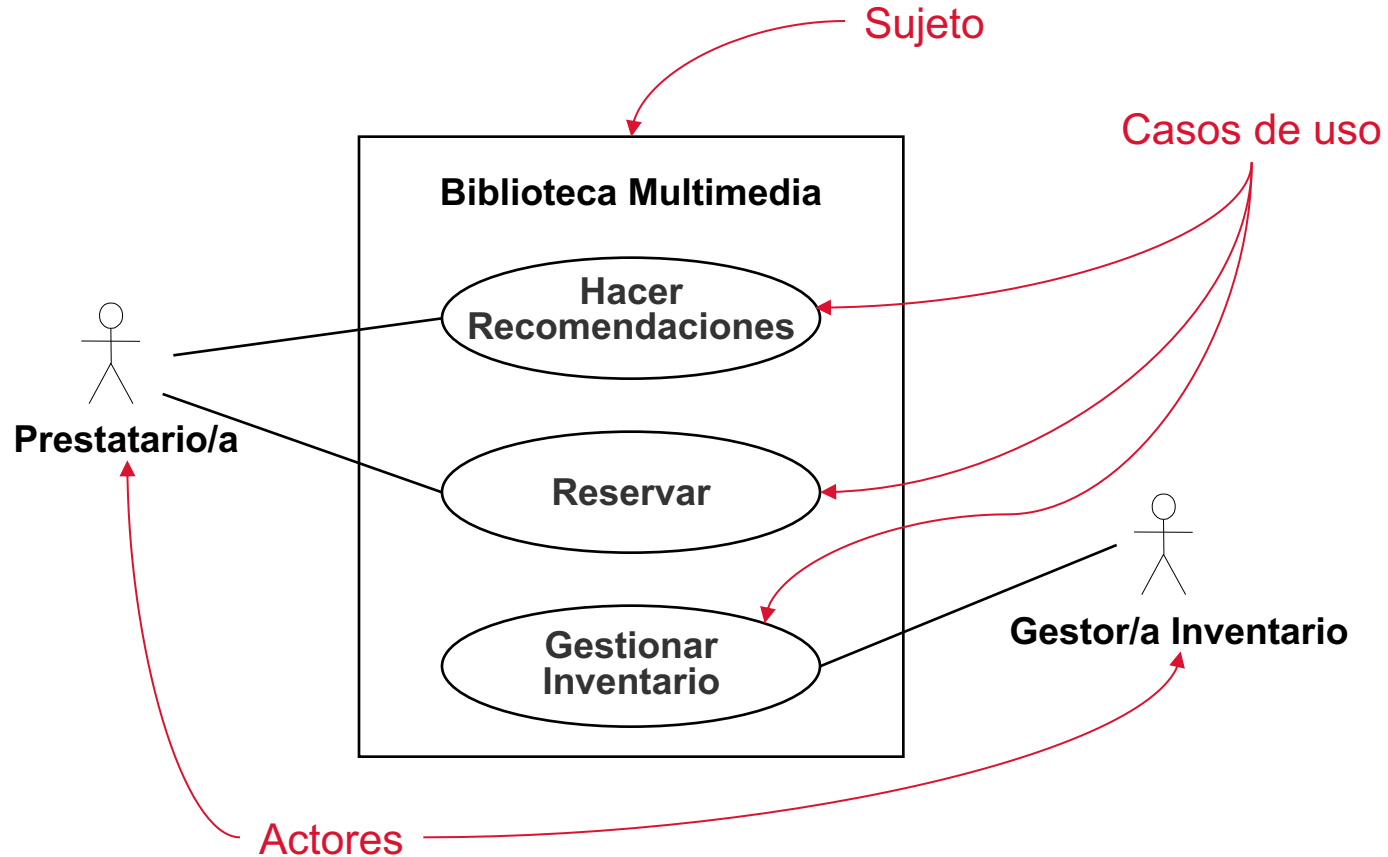 Sujeto
Casos de uso
Biblioteca Multimedia
Hacer
Recomendaciones
Prestatario/a
Reservar
Gestor/a Inventario
Gestionar
Inventario
Actores